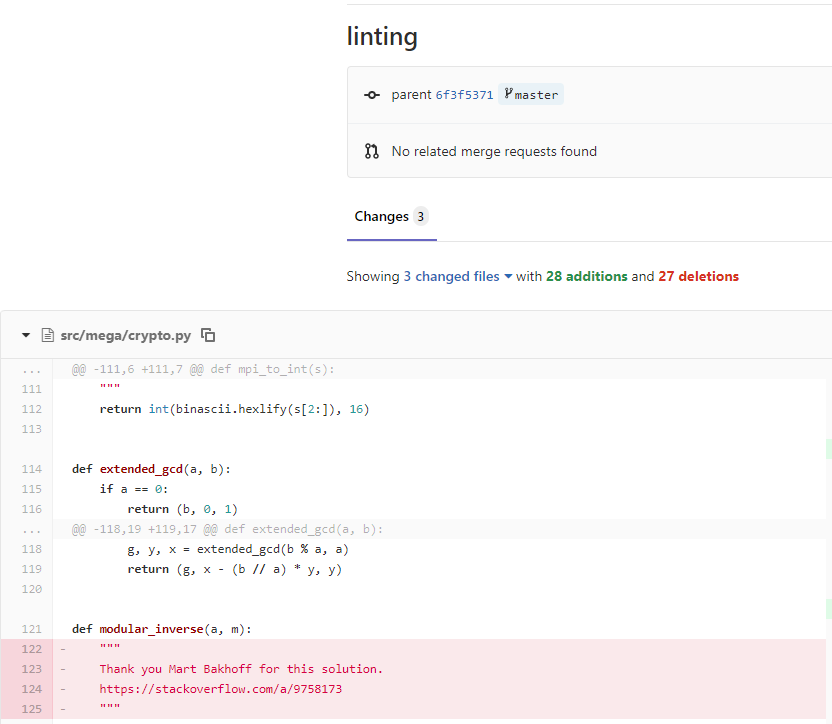 linting
parent 6f3f5371 master
No related merge requests found
Changes 3
Showing 3 changed files with 28 additions and 27 deletions
src/mega/crypto.py
... @@ -111,6 +111,7 @@ def mpi_to_int(s):
111 """
112 return int(binascii.hexlify(s[2:]), 16)
113
114 def extended_gcd(a, b):
115 if a == 0:
116 return (b, 0, 1)
... @@ -118,19 +119,17 @@ def extended_gcd(a, b):
118 g, y, x = extended_gcd(b % a, a)
119 return (g, x - (b // a) * y, y)
120
121 def modular_inverse(a, m):
122 - """
123 - Thank you Mart Bakhoff for this solution.
124 - https://stackoverflow.com/a/9758173
125 - """